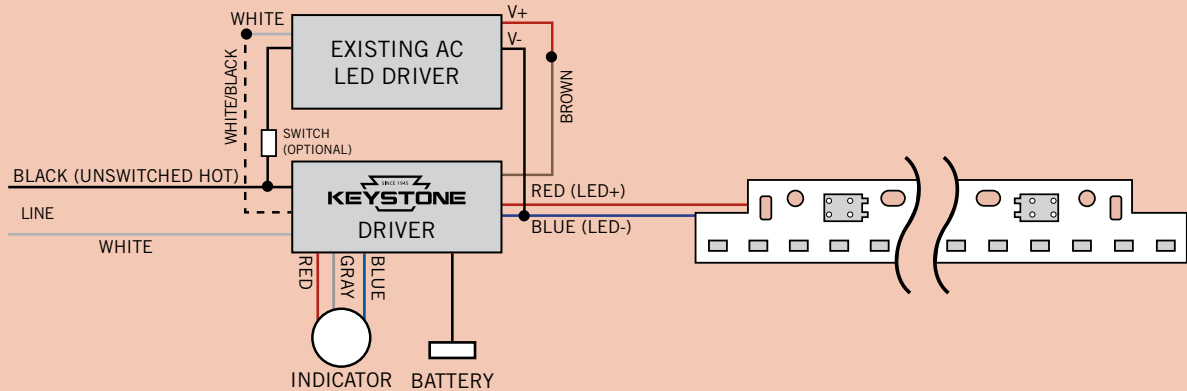 WHITE
V+
V-
EXISTING AC
LED DRIVER
WHITE/BLACK
BROWN
SWITCH
(OPTIONAL)
BLACK (UNSWITCHED HOT)
SINCE 1945
KEYSTONE
DRIVER
RED (LED+)
BLUE (LED-)
LINE
WHITE
RED
GRAY
BLUE
INDICATOR
BATTERY